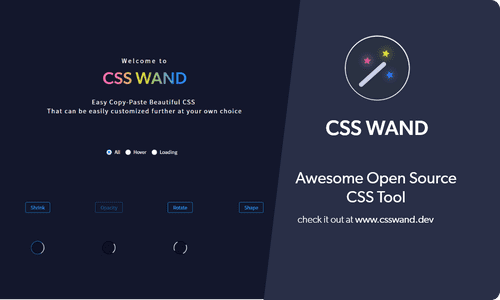 Welcome to
CSS WAND
Easy Copy-Paste Beautiful CSS
That can be easily customized further at your own choice
All Hover Loading
Shrink Opacity Rotate Shape
CSS WAND
Awesome Open Source
CSS Tool
check it out at www.csswand.dev